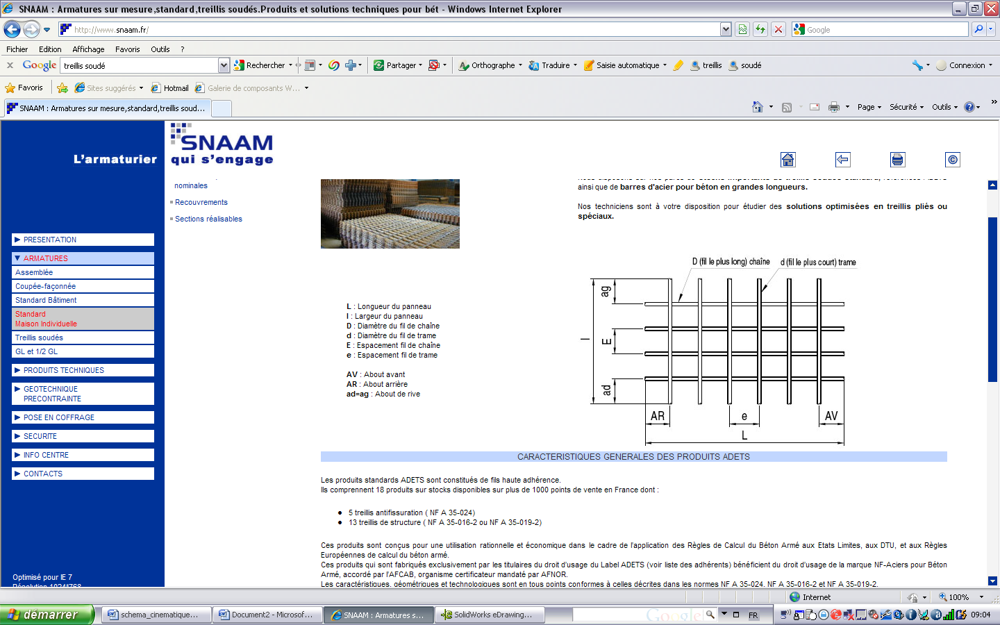 SNAAM : Armatures sur mesure,standard,treillis soudés.Produits et solutions techniques pour bét - Windows Internet Explorer
http://www.snaam.fr/
Google
Fichier Edition Affichage Favoris Outils ?
x Google treillis soudé Rechercher Partager Orthographe Traduire Saisie automatique treillis soudé Connexion
Favoris Sites suggérés Hotmail Galerie de composants W...
SNAAM : Armatures sur mesure,standard,treillis soud... Page Sécurité Outils ? »
L'armaturier
SNAAM
qui s'engage
©
nominales
Recouvrements
Sections réalisables
PRESENTATION
ARMATURES
Assemblée
Coupée-façonnée
Standard Bâtiment
Standard
Maison Individuelle
Treillis soudés
GL et 1/2 GL
PRODUITS TECHNIQUES
GEOTECHNIQUE
PRECONTRAINTE
POSE EN COFFRAGE
SECURITE
INFO CENTRE
CONTACTS
Optimisé pour IE 7
Résolution 1024*768
ainsi que de barres d'acier pour béton en grandes longueurs.
Nos techniciens sont à votre disposition pour étudier des solutions optimisées en treillis pliés ou
spéciaux.
L : Longueur du panneau
l : Largeur du panneau
D : Diamètre du fil de chaîne
d : Diamètre du fil de trame
E : Espacement fil de chaîne
e : Espacement fil de trame
AV : About avant
AR : About arrière
ad=ag : About de rive
D (fil le plus long) chaîne d (fil le plus court) trame
ag
l
E
ad
AR e AV
L
CARACTERISTIQUES GENERALES DES PRODUITS ADETS
Les produits standards ADETS sont constitués de fils haute adhérence.
Ils comprennent 18 produits sur stocks disponibles sur plus de 1000 points de vente en France dont :
● 5 treillis antifissuration ( NF A 35-024)
● 13 treillis de structure ( NF A 35-016-2 ou NF A 35-019-2)
Ces produits sont conçus pour une utilisation rationnelle et économique dans le cadre de l'application des Règles de Calcul du Béton Armé aux Etats Limites, aux DTU, et aux Règles
Européennes de calcul du béton armé.
Ces produits qui sont fabriqués exclusivement par les titulaires du droit d'usage du Label ADETS (voir liste des adhérents) bénéficient du droit d'usage de la marque NF-Aciers pour Béton
Armé, accordé par l'AFCAB, organisme certificateur mandaté par AFNOR.
Les caractéristiques, géométriques et technologiques sont en tous points conformes à celles décrites dans les normes NF A 35-024, NF A 35-016-2 et NF A 35-019-2.
Internet 100%
démarrer schema_cinematique... Document2 - Microsof... SNAAM : Armatures s... SolidWorks eDrawing... Google FR 09:04